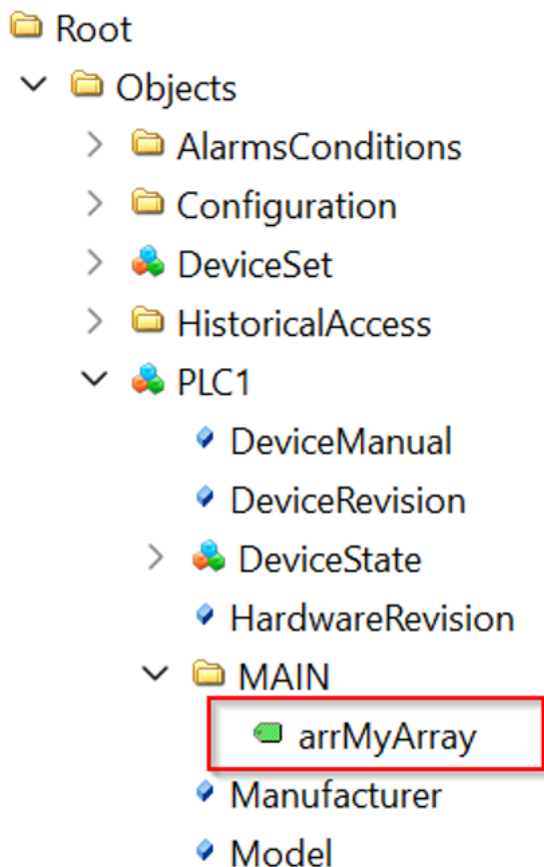 Root
Objects
AlarmsConditions
Configuration
DeviceSet
HistoricalAccess
PLC1
DeviceManual
DeviceRevision
DeviceState
HardwareRevision
MAIN
arrMyArray
Manufacturer
Model